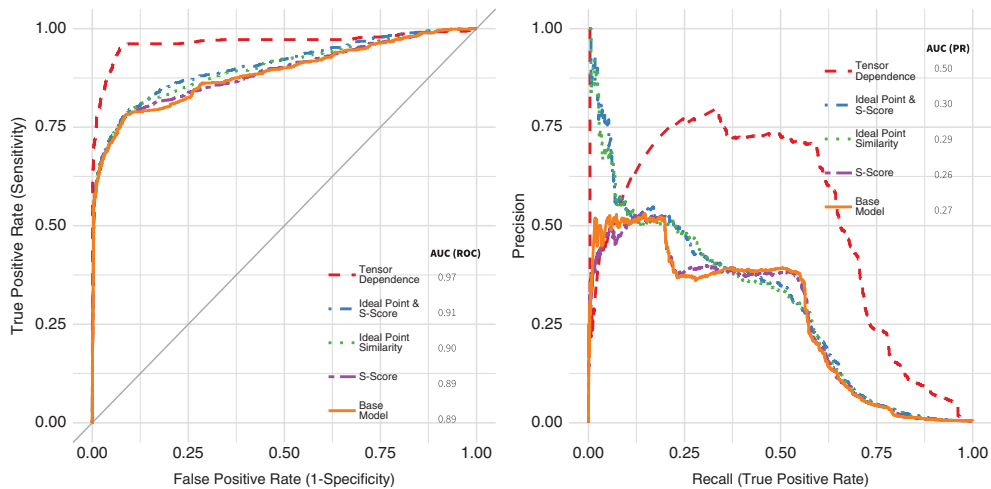 1.00
0.75
0.50
0.25
0.00
True Positive Rate (Sensitivity)
AUC (ROC)
Tensor
Dependence
0.97
Ideal Point &
S-Score
0.91
Ideal Point
Similarity
0.90
S-Score
0.89
Base
Model
0.89
0.00
0.25
0.50
0.75
1.00
False Positive Rate (1-Specificity)
1.00
0.75
0.50
0.25
0.00
Precision
AUC (PR)
Tensor
Dependence
0.50
Ideal Point &
S-Score
0.30
Ideal Point
Similarity
0.29
S-Score
0.26
Base
Model
0.27
0.00
0.25
0.50
0.75
1.00
Recall (True Positive Rate)